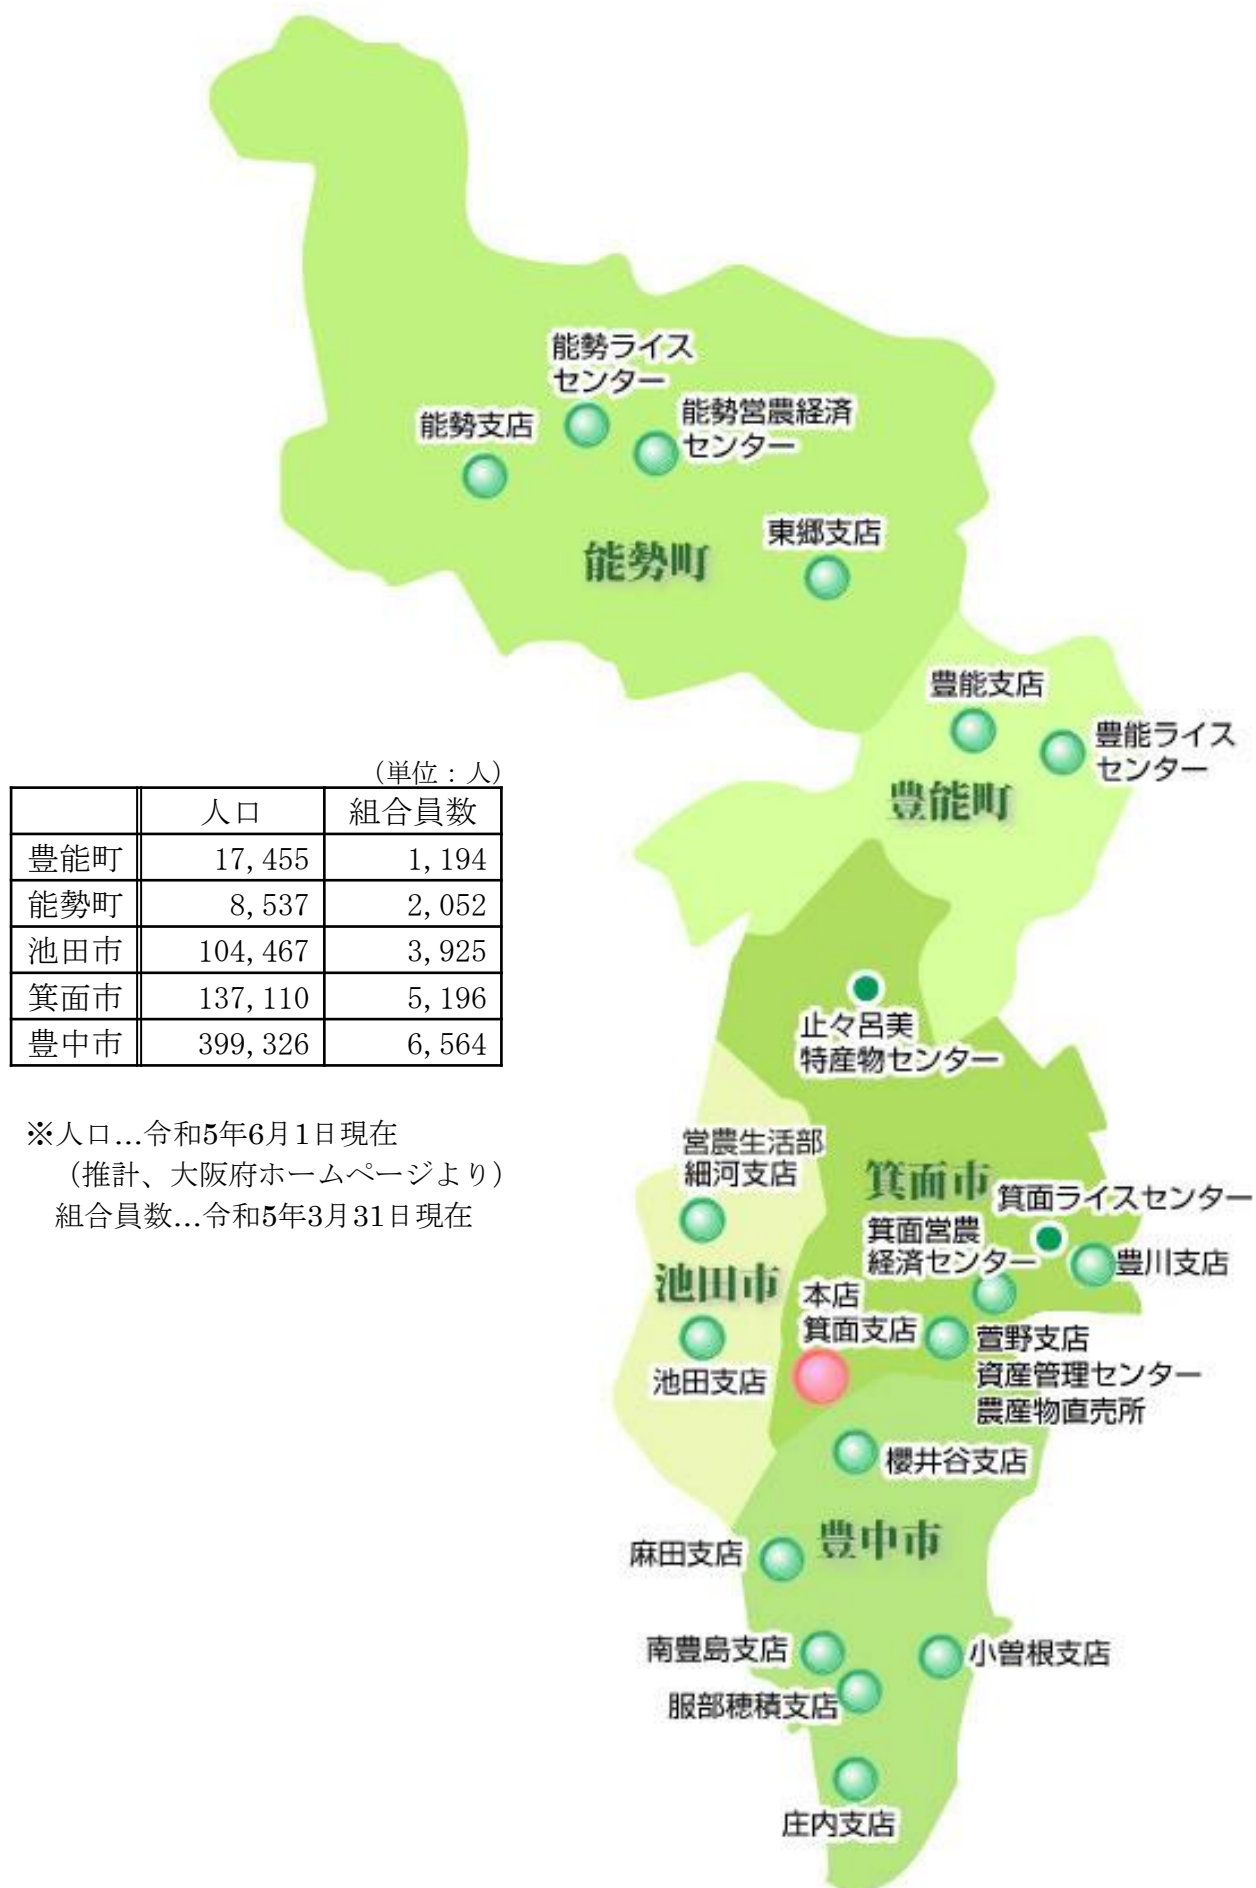 能勢ライス
センター
能勢営農経済
センター
能勢支店
東郷支店
能勢町
豊能支店
豊能ライス
センター
豊能町
(単位：人)
人口 組合員数
豊能町 17,455 1,194
能勢町 8,537 2,052
池田市 104,467 3,925
箕面市 137,110 5,196
豊中市 399,326 6,564
※人口…令和5年6月1日現在
(推計、大阪府ホームページより)
組合員数…令和5年3月31日現在
止々呂美
特産物センター
営農生活部
細河支店
箕面市
箕面ライスセンター
箕面営農
経済センター
豊川支店
池田市
本店
箕面支店
萱野支店
資産管理センター
農産物直売所
池田支店
櫻井谷支店
豊中市
麻田支店
南豊島支店
小曽根支店
服部穂積支店
庄内支店